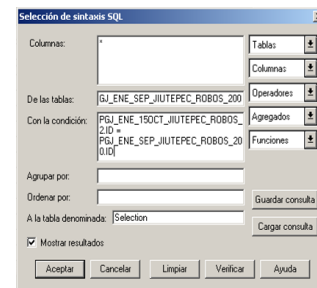 Selección de sintaxis SQL
Columnas:
*
Tablas
Columnas
Operadores
Agregados
Funciones
De las tablas:
GJ_ENE_SEP_JIUTEPEC_ROBOS_200
Con la condición:
PGJ_ENE_15OCT_JIUTEPEC_ROBOS_
2.ID =
PGJ_ENE_SEP_JIUTEPEC_ROBOS_20
0.ID
Agrupar por:
Ordenar por:
Guardar consulta
A la tabla denominada: Selection
Cargar consulta
Mostrar resultados
Aceptar Cancelar Limpiar Verificar Ayuda